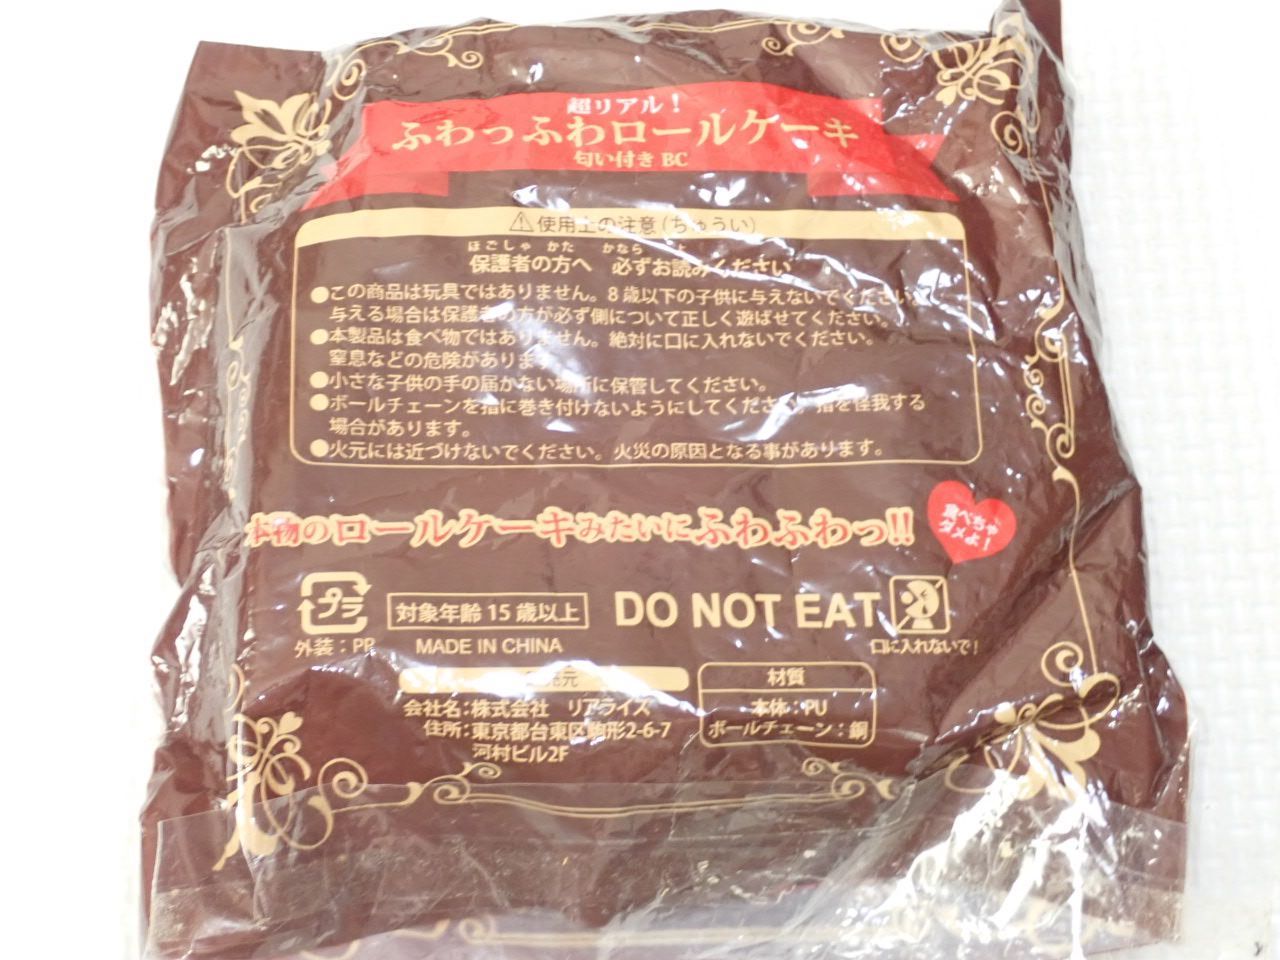 超リアル！
ふわっふわロールケーキ
匂い付き BC
⚠使用上の注意(ちゅうい)
ほごしゃ かた かなら よ
保護者の方へ 必ずお読みください
●この商品は玩具ではありません。8歳以下の子供に与えないでください。
与える場合は保護者の方が必ず側について正しく遊ばせてください。
●本製品は食べ物ではありません。絶対に口に入れないでください。
窒息などの危険があります
●小さな子供の手の届かない場所に保管してください。
●ボールチェーンを指に巻き付けないようにしてください。指を怪我する
場合があります。
●火元には近づけないでください。火災の原因となる事があります。
本物のロールケーキみたいにふわふわっ!!
食べちゃ
ダメよ！
プラ
対象年齢 15 歳以上
DO NOT EAT
外装：PP
MADE IN CHINA
口に入れないで！
売元
材質
会社名：株式会社 リアライズ
本体：PU
住所：東京都台東区駒形2-6-7
ボールチェーン：鋼
河村ビル2F